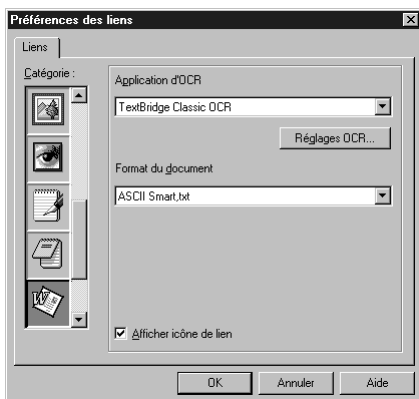 Préférences des liens
Liens
Catégorie :
Application d'OCR
TextBridge Classic OCR
Réglages OCR...
Format du document
ASCII Smart,txt
W
Afficher icône de lien
OK Annuler Aide